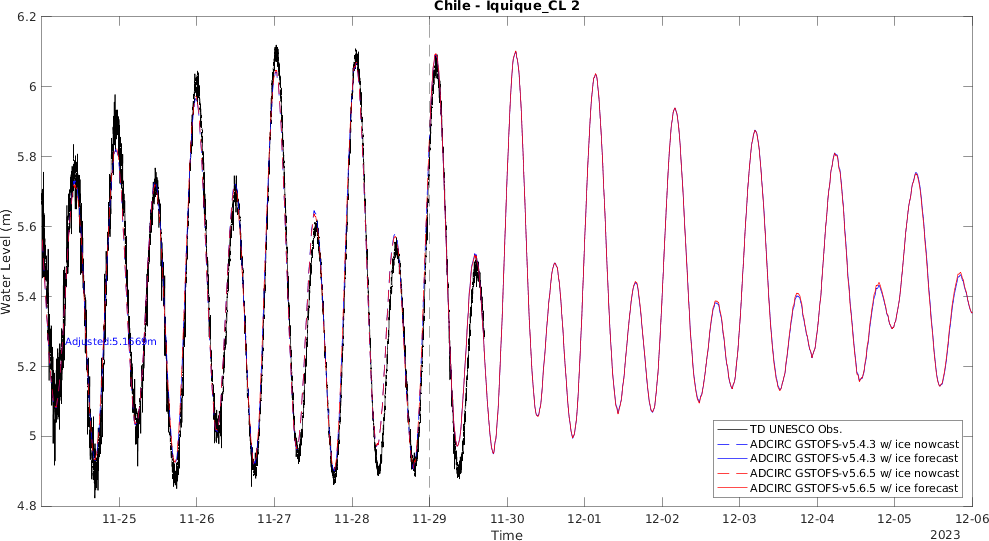 Chile - Iquique_CL 2
6.2
6
5.8
5.6
5.4
5.2
5
4.8
Water Level (m)
Adjusted:5.1669m
TD UNESCO Obs.
ADCIRC GSTOFS-v5.4.3 w/ ice nowcast
ADCIRC GSTOFS-v5.4.3 w/ ice forecast
ADCIRC GSTOFS-v5.6.5 w/ ice nowcast
ADCIRC GSTOFS-v5.6.5 w/ ice forecast
11-25 11-26 11-27 11-28 11-29 11-30 12-01 12-02 12-03 12-04 12-05 12-06
Time
2023